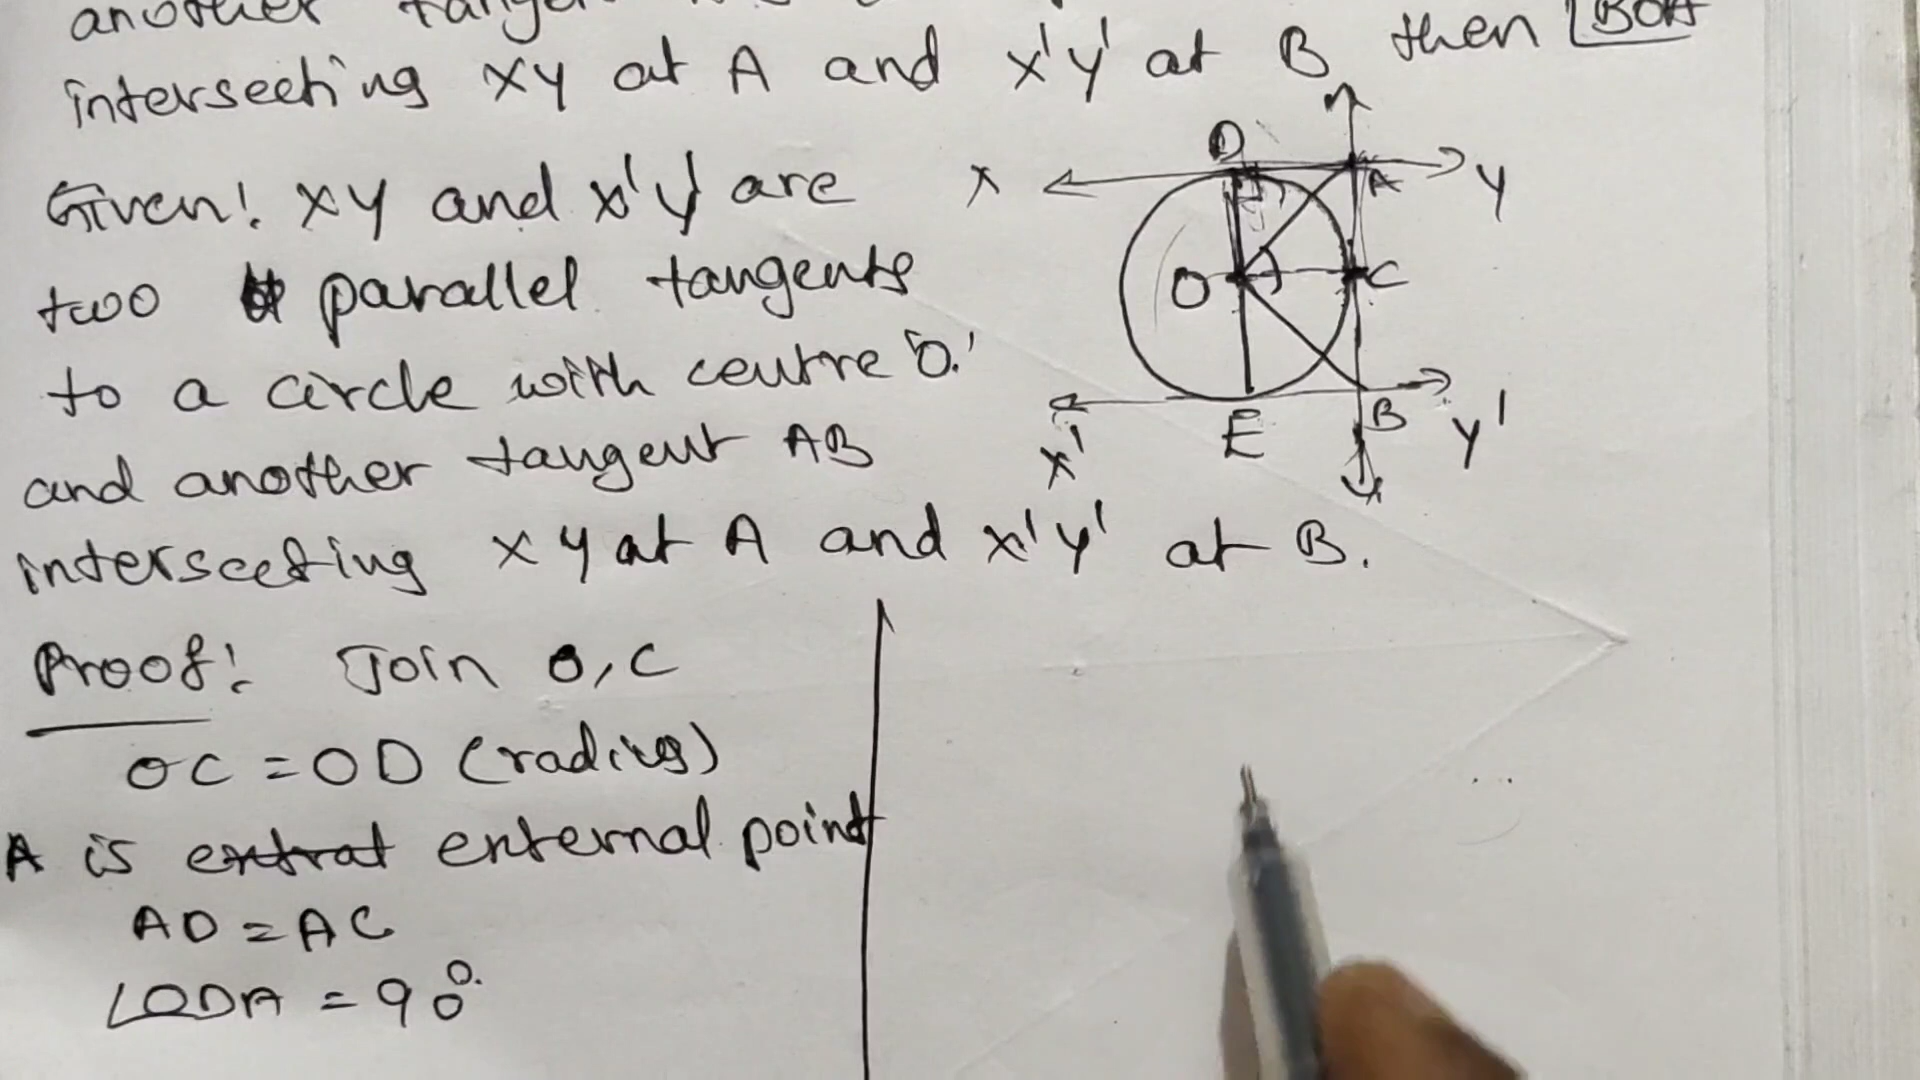 another
intersecting XY at A and X'Y' at B then ∠BOA
Given! XY and X'Y' are
two parallel tangents
to a circle with centre 'O.'
and another tangent AB
intersecting XY at A and X'Y' at B.
D
X
A
Y
O
C
E
B
X'
Y'
Proof! Join O, C
OC = OD (radius)
A is extrat external point
AD = AC
∠ODA = 90°.